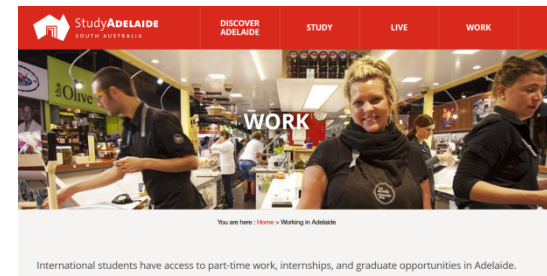 StudyADELAIDE
SOUTH AUSTRALIA
DISCOVER
ADELAIDE
STUDY
LIVE
WORK
Olive
WORK
You are here : Home > Working in Adelaide
International students have access to part-time work, internships, and graduate opportunities in Adelaide.